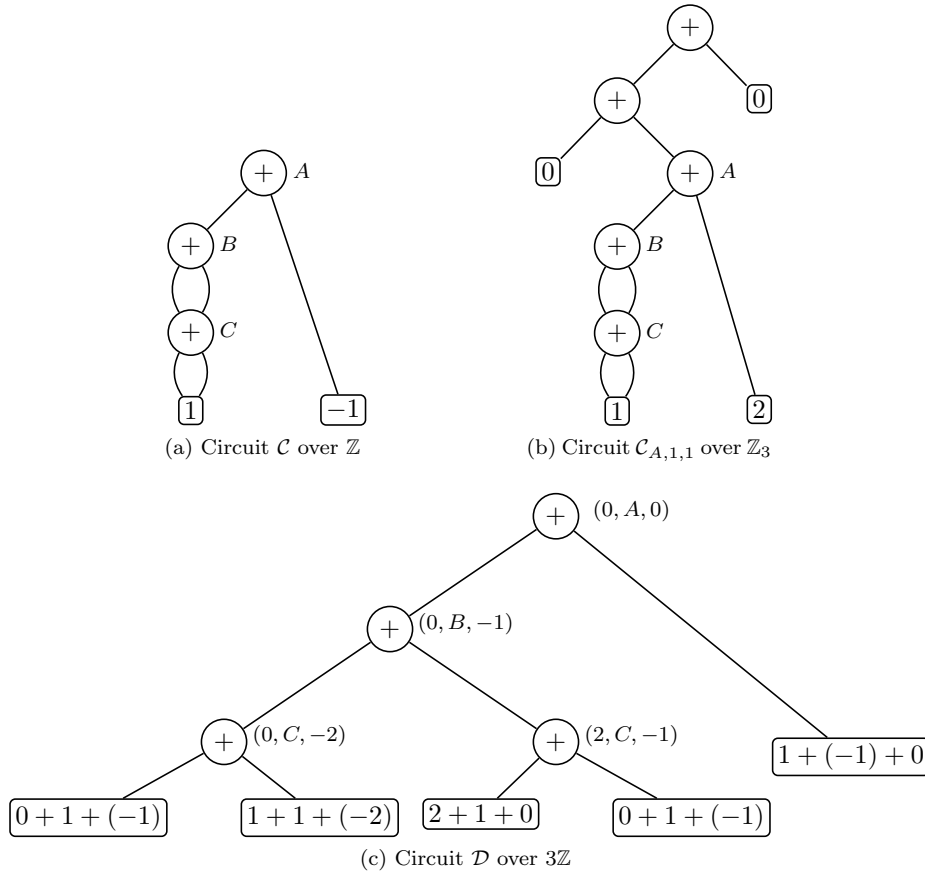 +
+
0
+ A
0
+ A
+ B
+ B
+ C
+ C
1
−1
1
2
(a) Circuit 𝒞 over ℤ
(b) Circuit 𝒞_{A,1,1} over ℤ₃
+ (0, A, 0)
+ (0, B, −1)
+ (0, C, −2)
+ (2, C, −1)
1 + (−1) + 0
0 + 1 + (−1)
1 + 1 + (−2)
2 + 1 + 0
0 + 1 + (−1)
(c) Circuit 𝒟 over 3ℤ